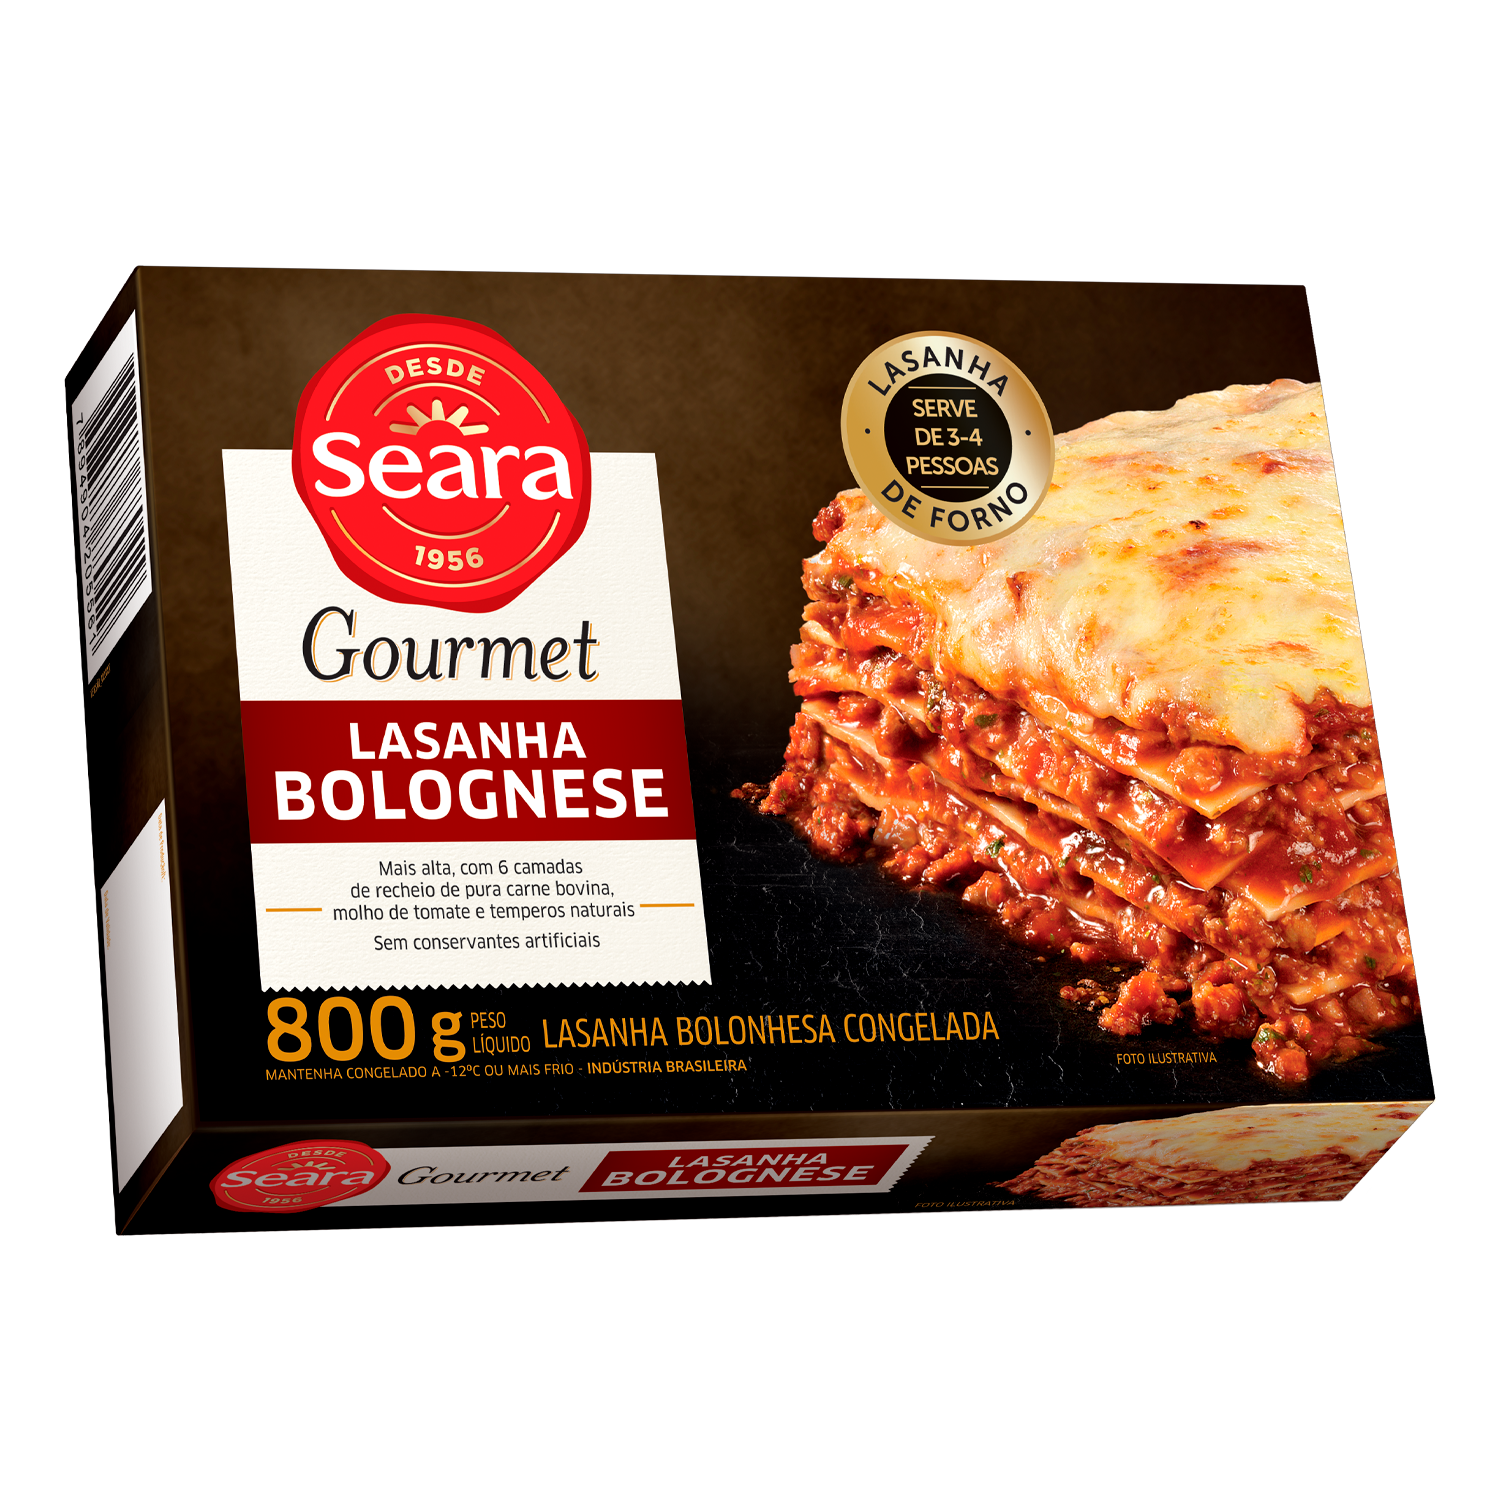 DESDE
Seara
1956
Gourmet
LASANHA
BOLOGNESE
Mais alta, com 6 camadas
de recheio de pura carne bovina,
molho de tomate e temperos naturais
Sem conservantes artificiais
LASANHA
SERVE
DE 3-4
PESSOAS
DE FORNO
800 g PESO LÍQUIDO LASANHA BOLONHESA CONGELADA
MANTENHA CONGELADO A -12ºC OU MAIS FRIO - INDÚSTRIA BRASILEIRA
FOTO ILUSTRATIVA
DESDE
Seara
1956
Gourmet
LASANHA
BOLOGNESE
FOTO ILUSTRATIVA